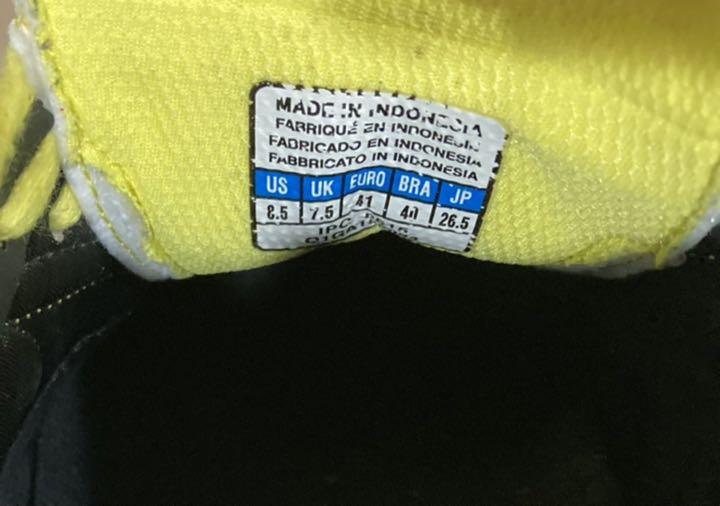 MADE IN INDONESIA
FABRIQUÉ EN INDONESIE
FADRICADO EN INDONESIA
FABBRICATO IN INDONESIA
US UK EURO BRA JP
8.5 7.5 41 40 26.5